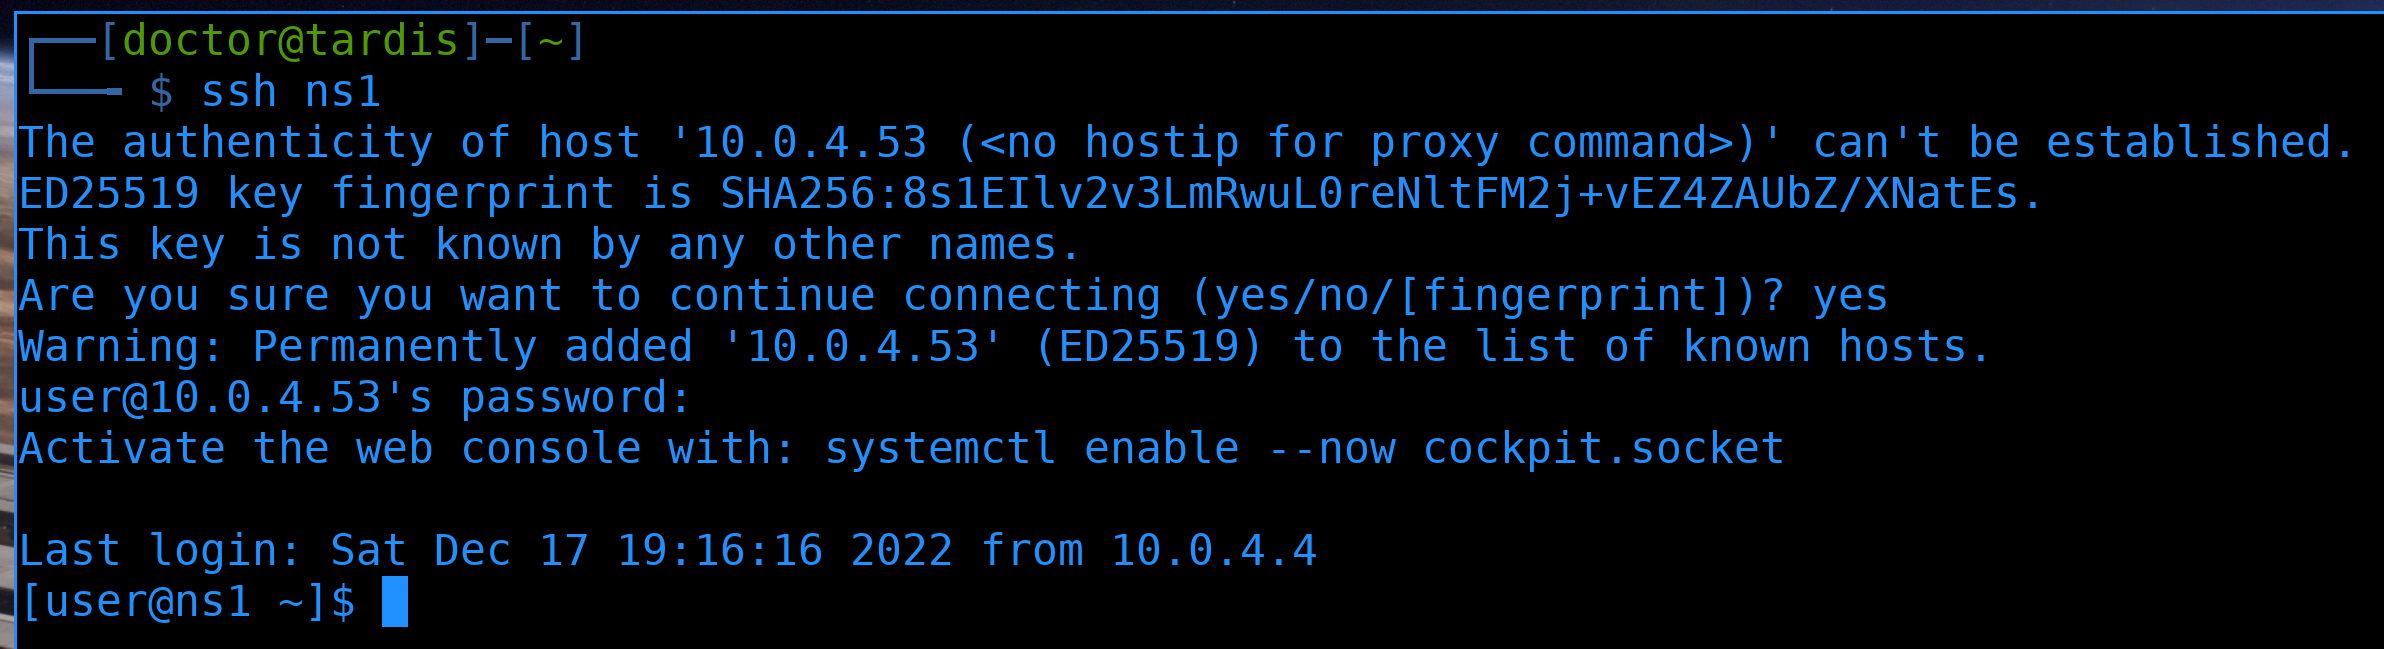 ┌──[doctor@tardis]─[~]
└──╼ $ ssh ns1
The authenticity of host '10.0.4.53 (<no hostip for proxy command>)' can't be established.
ED25519 key fingerprint is SHA256:8s1EIlv2v3LmRwuL0reNltFM2j+vEZ4ZAUbZ/XNatEs.
This key is not known by any other names.
Are you sure you want to continue connecting (yes/no/[fingerprint])? yes
Warning: Permanently added '10.0.4.53' (ED25519) to the list of known hosts.
user@10.0.4.53's password:
Activate the web console with: systemctl enable --now cockpit.socket
Last login: Sat Dec 17 19:16:16 2022 from 10.0.4.4
[user@ns1 ~]$